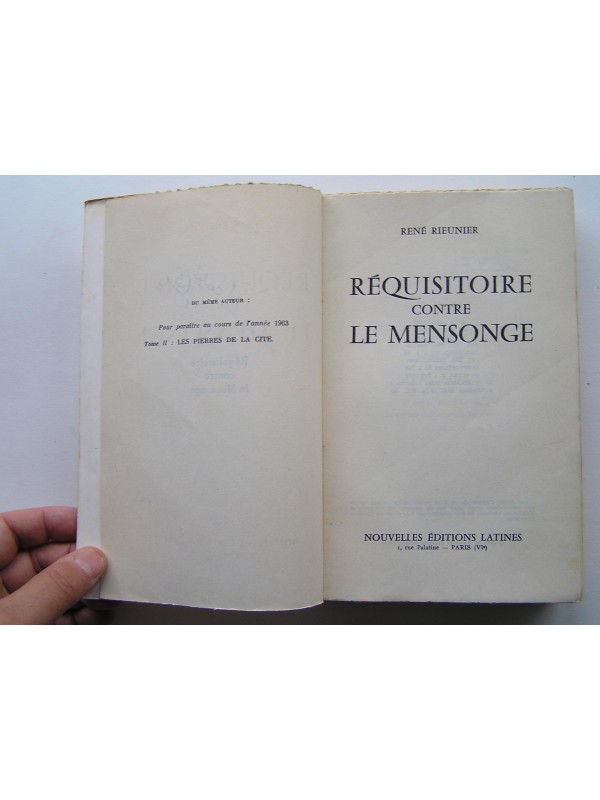 DU MÊME AUTEUR :
Pour paraître au cours de l'année 1963
Tome II : LES PIERRES DE LA CITE.
RENÉ RIEUNIER
RÉQUISITOIRE
CONTRE
LE MENSONGE
NOUVELLES ÉDITIONS LATINES
1, rue Palatine — PARIS (VIᵉ)